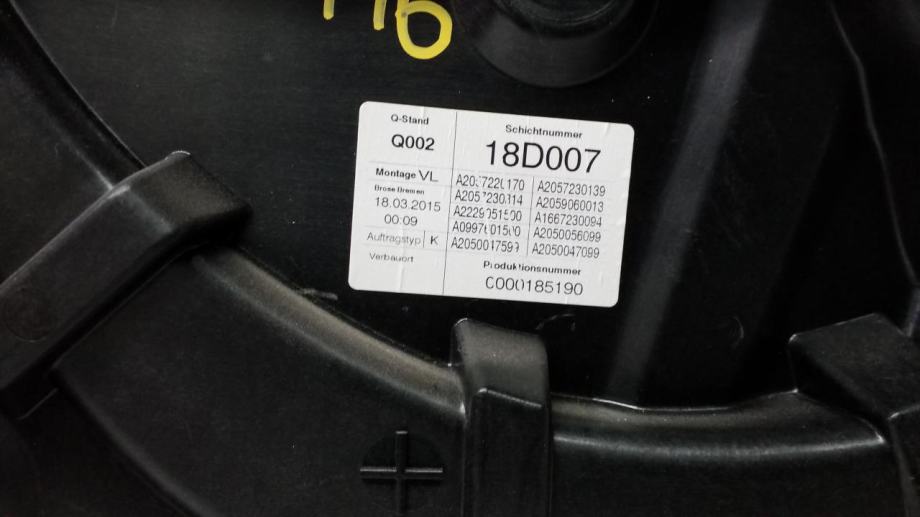 Q-Stand
Q002
Schichtnummer
18D007
Montage VL
Brose Bremen
18.03.2015
00:09
Auftragstyp K
Verbauort
A2057230139
A2059060013
A1667230094
A2050056099
A2050017599 A2050047099
Produktionsnummer
C000185190